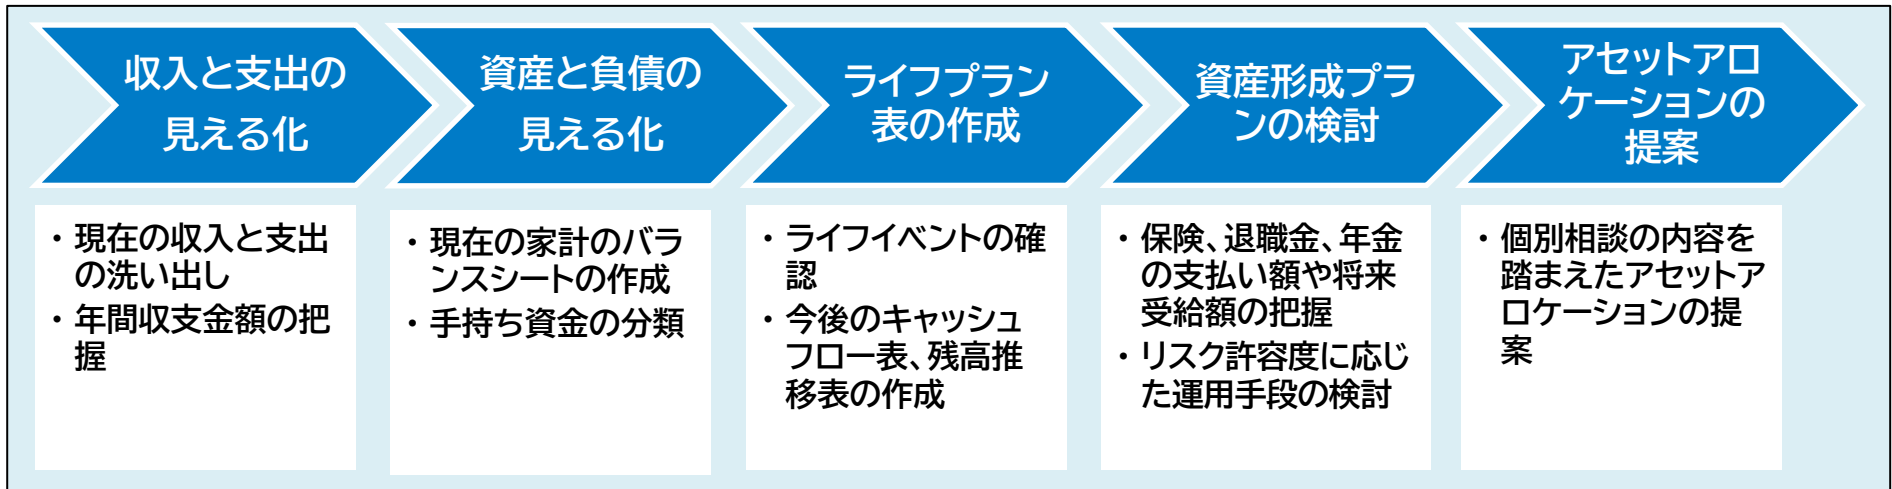 収入と支出の
見える化
資産と負債の
見える化
ライフプラン
表の作成
資産形成プラ
ンの検討
アセットアロ
ケーションの
提案
・現在の収入と支出
の洗い出し
・年間収支金額の把
握
・現在の家計のバラ
ンスシートの作成
・手持ち資金の分類
・ライフイベントの確
認
・今後のキャッシュ
フロー表、残高推
移表の作成
・保険、退職金、年金
の支払い額や将来
受給額の把握
・リスク許容度に応じ
た運用手段の検討
・個別相談の内容を
踏まえたアセットア
ロケーションの提
案